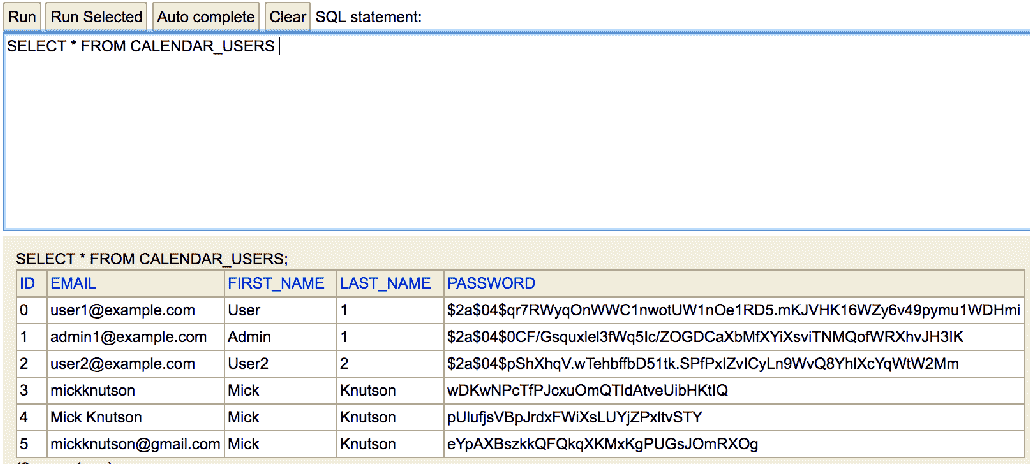 Run Run Selected Auto complete Clear SQL statement:
SELECT * FROM CALENDAR_USERS
SELECT * FROM CALENDAR_USERS;
ID EMAIL FIRST_NAME LAST_NAME PASSWORD
0 user1@example.com User 1 $2a$04$qr7RWyqOnWWC1nwotUW1nOe1RD5.mKJVHK16WZy6v49pymu1WDHmi
1 admin1@example.com Admin 1 $2a$04$0CF/Gsquxlel3fWq5Ic/ZOGDCaXbMfXYiXsviTNMQofWRXhvJH3IK
2 user2@example.com User2 2 $2a$04$pShXhqV.wTehbffbD51tk.SPfPxIZvICyLn9WvQ8YhlXcYqWtW2Mm
3 mickknutson Mick Knutson wDKwNPcTfPJcxuOmQTldAtveUibHKtIQ
4 Mick Knutson Mick Knutson pUlufjsVBpJrdxFWiXsLUYjZPxItvSTY
5 mickknutson@gmail.com Mick Knutson eYpAXBszkkQFQkqXKMxKgPUGsJOmRXOg